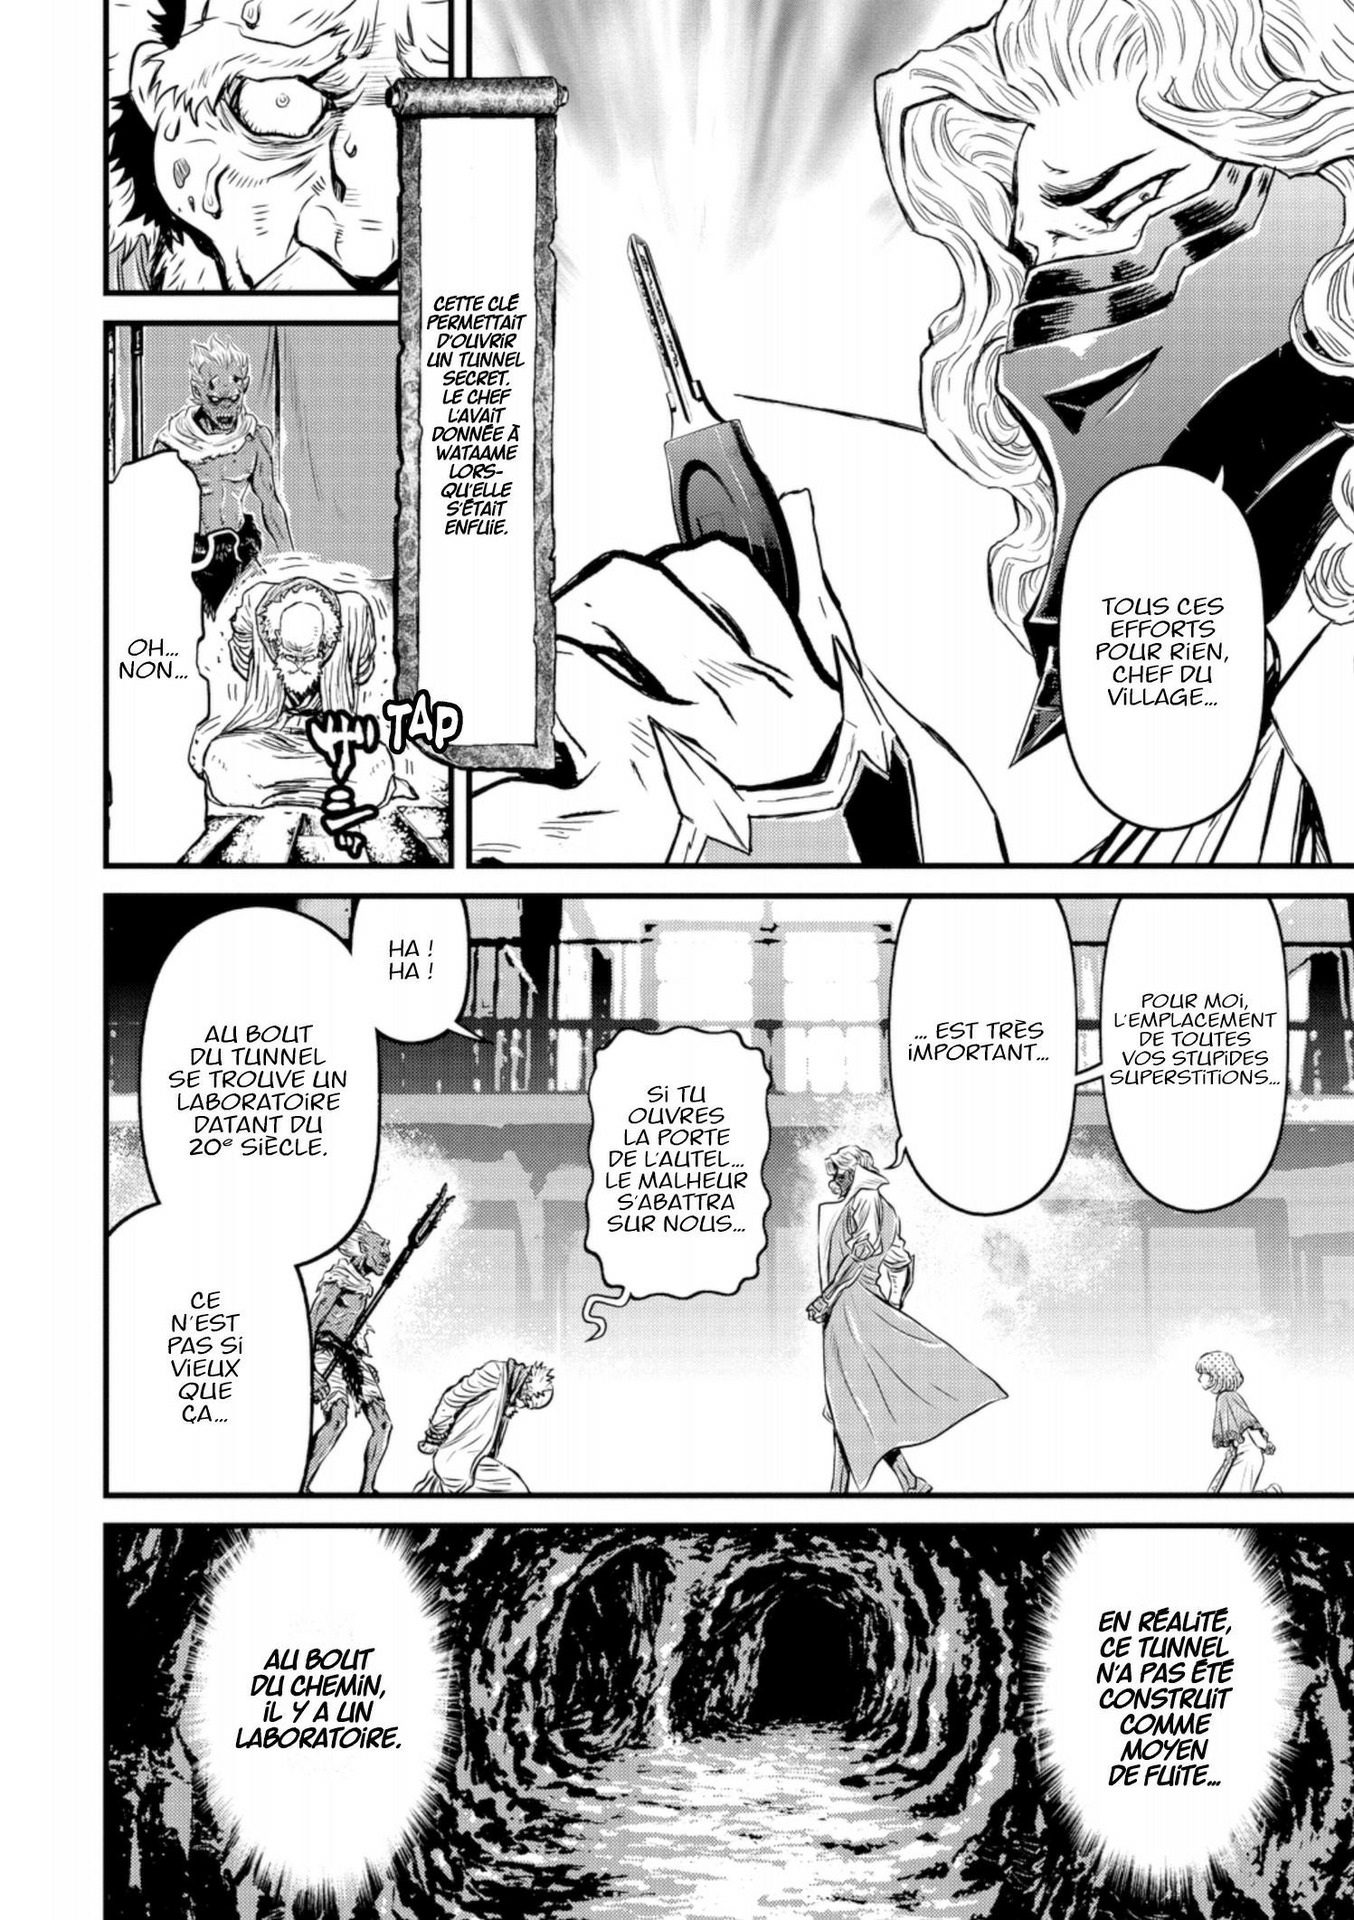 TOUS CES
EFFORTS
POUR RIEN,
CHEF DU
VILLAGE...
CETTE CLÉ
PERMETTAIT
D'OUVRIR
UN TUNNEL
SECRET.
LE CHEF
L'AVAIT
DONNÉE À
WATAAME
LORS-
QU'ELLE
S'ÉTAIT
ENFUIE.
OH...
NON...
TAP
POUR MOI,
L'EMPLACEMENT
DE TOUTES
VOS STUPIDES
SUPERSTITIONS...
... EST TRÈS
IMPORTANT...
SI TU
OUVRES
LA PORTE
DE L'AUTEL...
LE MALHEUR
S'ABATTRA
SUR NOUS...
HA !
HA !
AU BOUT
DU TUNNEL
SE TROUVE UN
LABORATOIRE
DATANT DU
20e SIÈCLE.
CE
N'EST
PAS SI
VIEUX
QUE
ÇA...
EN RÉALITÉ,
CE TUNNEL
N'A PAS ÉTÉ
CONSTRUIT
COMME
MOYEN
DE FUITE...
AU BOUT
DU CHEMIN,
IL Y A UN
LABORATOIRE.